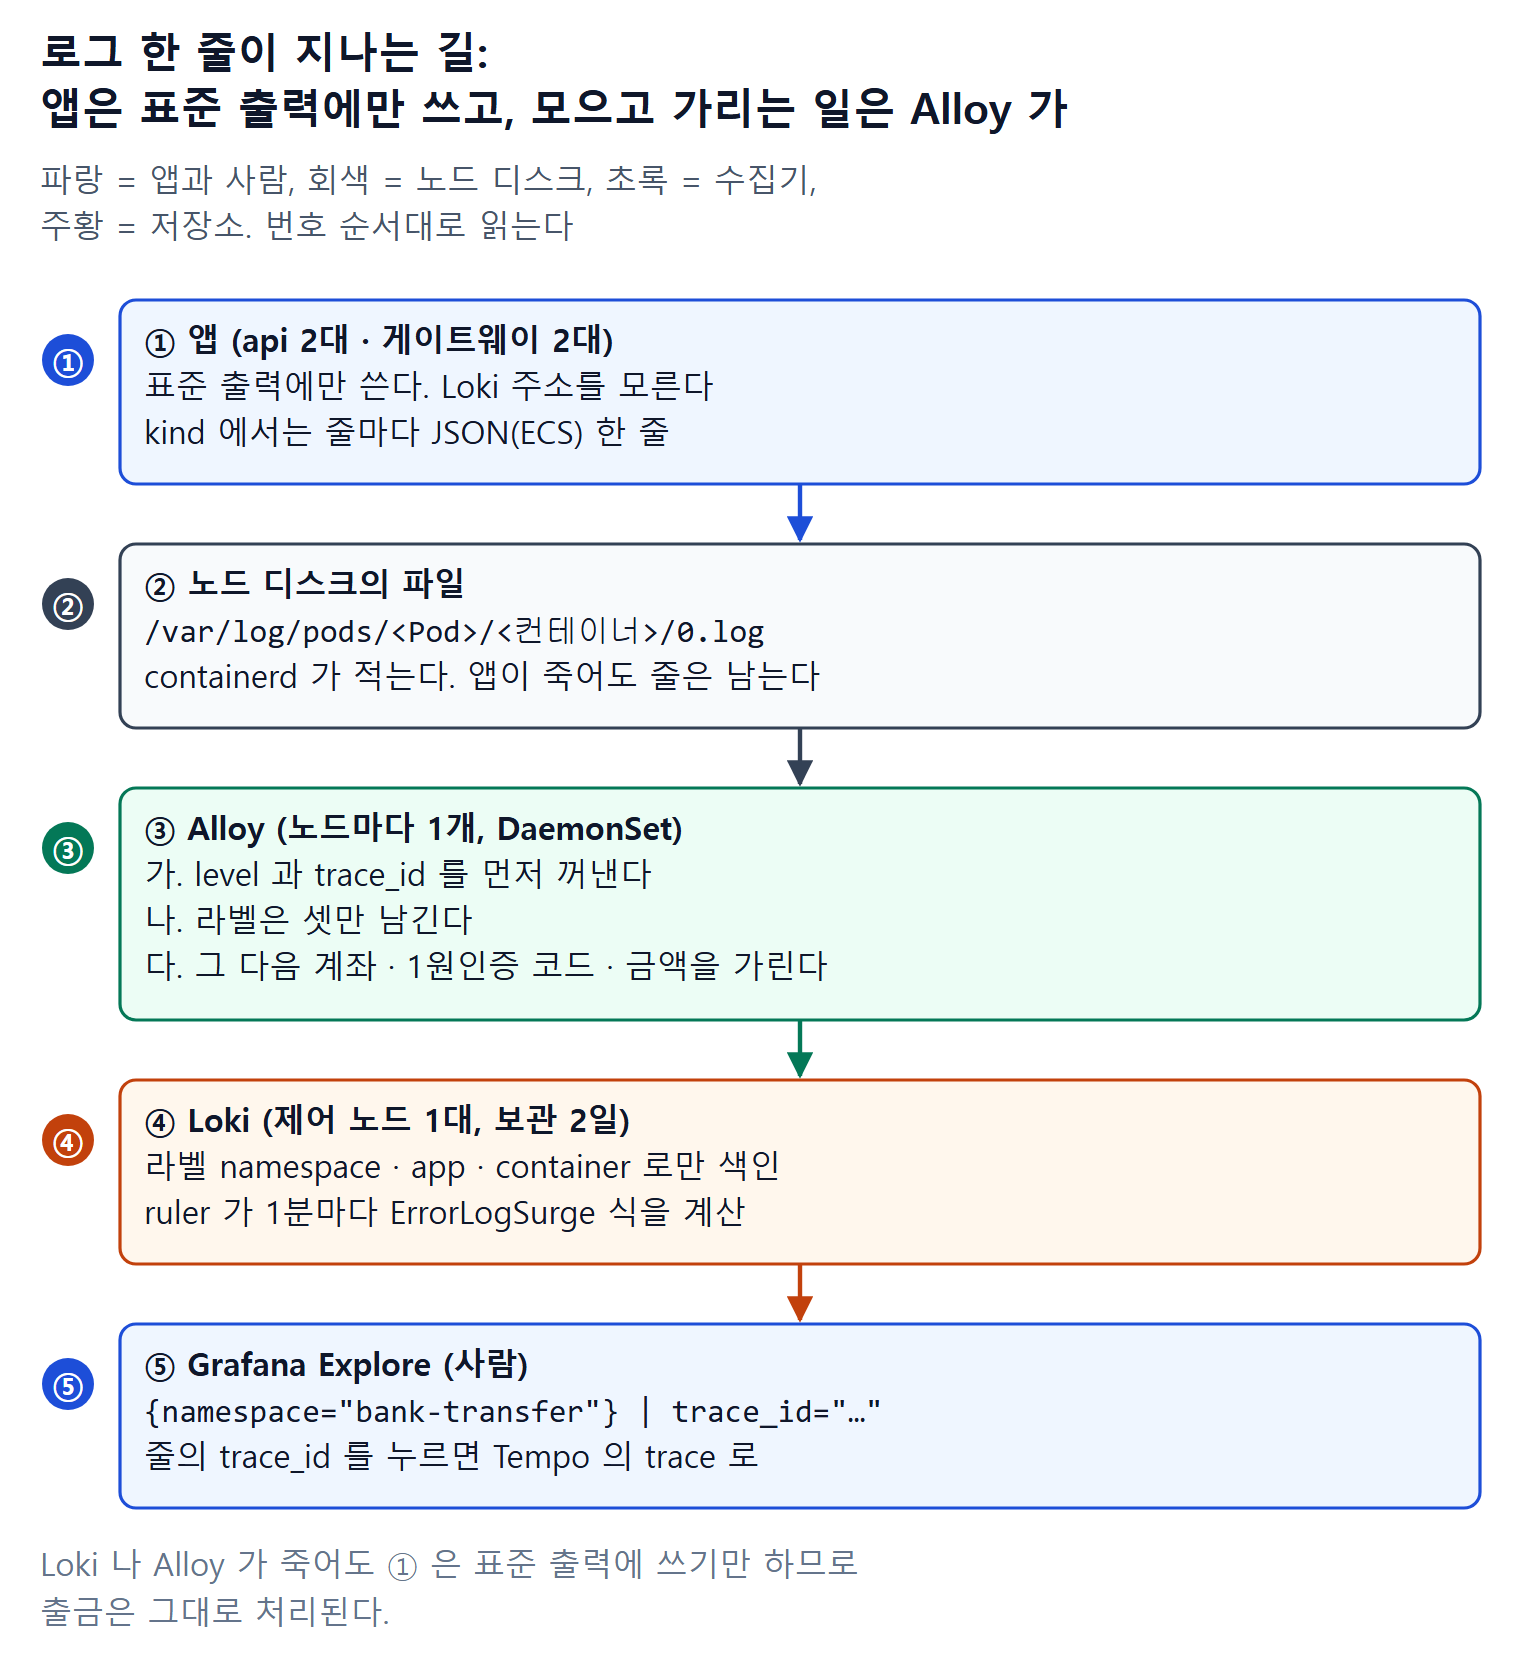 로그 한 줄이 지나는 길:
앱은 표준 출력에만 쓰고, 모으고 가리는 일은 Alloy 가
파랑 = 앱과 사람, 회색 = 노드 디스크, 초록 = 수집기,
주황 = 저장소. 번호 순서대로 읽는다
①
① 앱 (api 2대 · 게이트웨이 2대)
표준 출력에만 쓴다. Loki 주소를 모른다
kind 에서는 줄마다 JSON(ECS) 한 줄
②
② 노드 디스크의 파일
/var/log/pods/<Pod>/<컨테이너>/0.log
containerd 가 적는다. 앱이 죽어도 줄은 남는다
③
③ Alloy (노드마다 1개, DaemonSet)
가. level 과 trace_id 를 먼저 꺼낸다
나. 라벨은 셋만 남긴다
다. 그 다음 계좌 · 1원인증 코드 · 금액을 가린다
④
④ Loki (제어 노드 1대, 보관 2일)
라벨 namespace · app · container 로만 색인
ruler 가 1분마다 ErrorLogSurge 식을 계산
⑤
⑤ Grafana Explore (사람)
{namespace="bank-transfer"} | trace_id="…"
줄의 trace_id 를 누르면 Tempo 의 trace 로
Loki 나 Alloy 가 죽어도 ① 은 표준 출력에 쓰기만 하므로
출금은 그대로 처리된다.